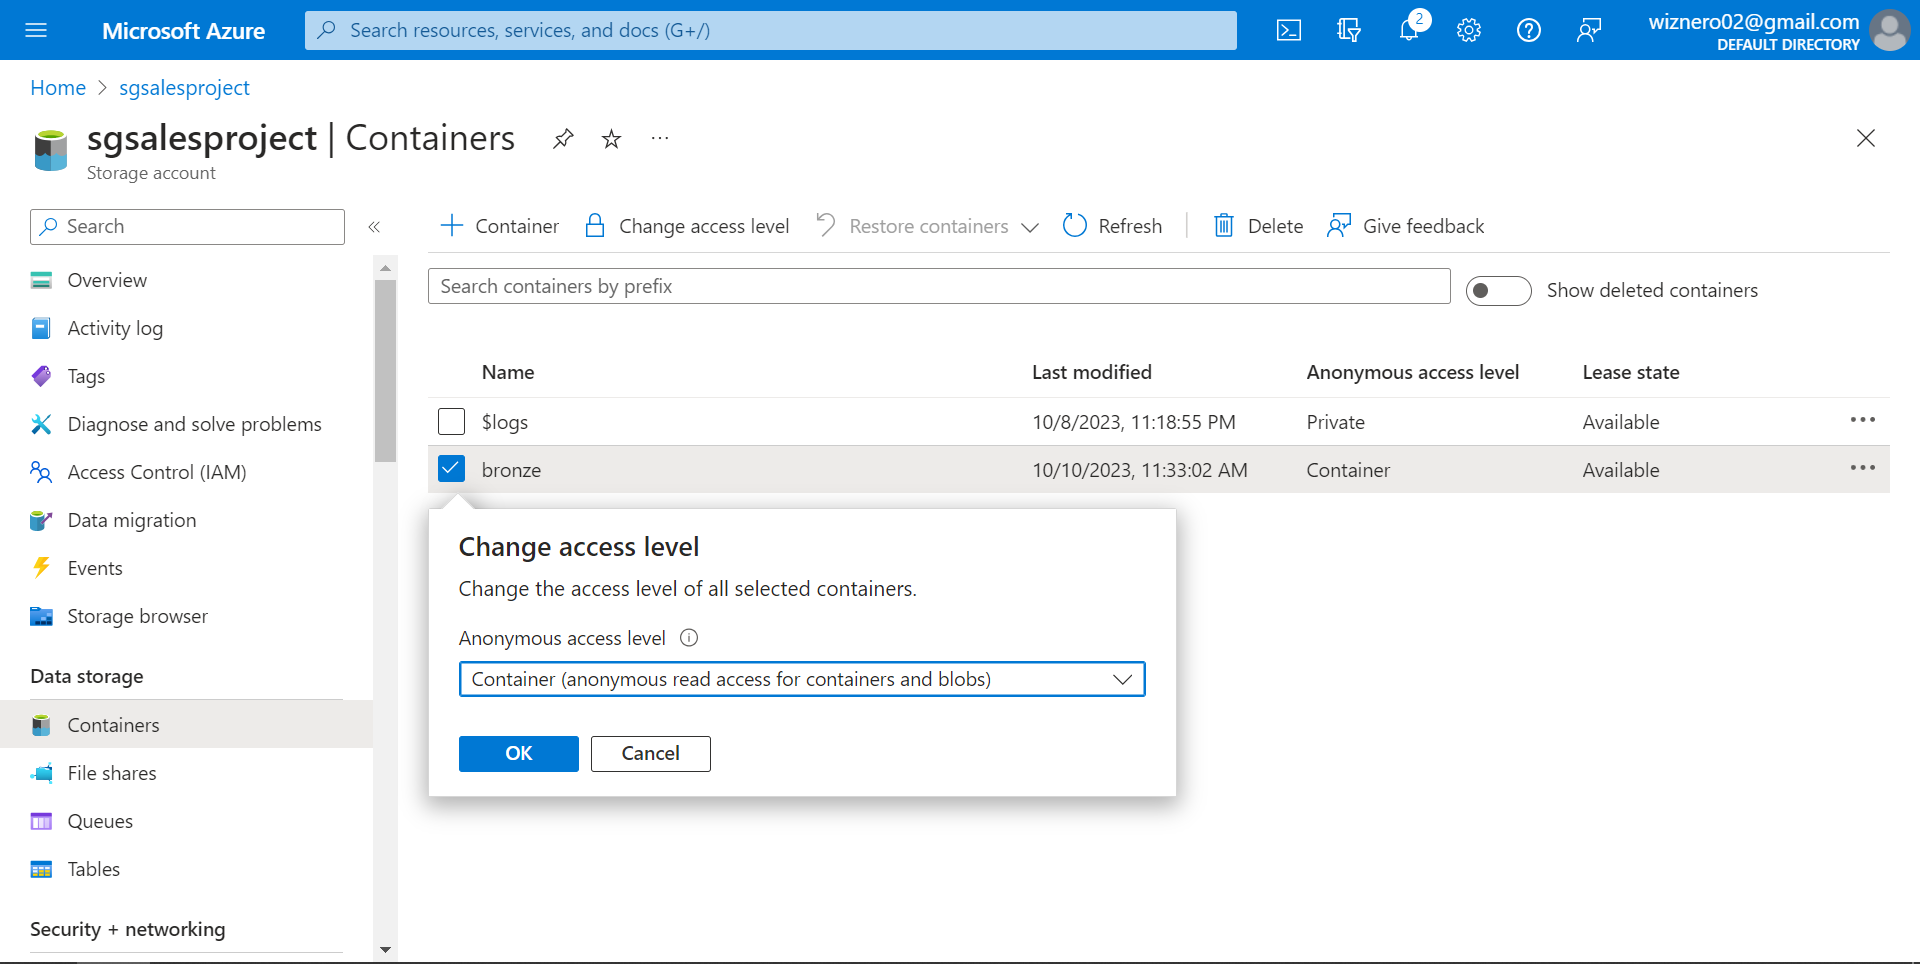 Microsoft Azure
Search resources, services, and docs (G+/)
2
wiznero02@gmail.com
DEFAULT DIRECTORY
Home > sgsalesproject
sgsalesproject | Containers
...
Storage account
Search
«
Container
Change access level
Restore containers
Refresh
Delete
Give feedback
Overview
Activity log
Tags
Diagnose and solve problems
Access Control (IAM)
Data migration
Events
Storage browser
Data storage
Containers
File shares
Queues
Tables
Security + networking
Search containers by prefix
Show deleted containers
Name Last modified Anonymous access level Lease state
$logs 10/8/2023, 11:18:55 PM Private Available ...
bronze 10/10/2023, 11:33:02 AM Container Available ...
Change access level
Change the access level of all selected containers.
Anonymous access level
Container (anonymous read access for containers and blobs)
OK
Cancel